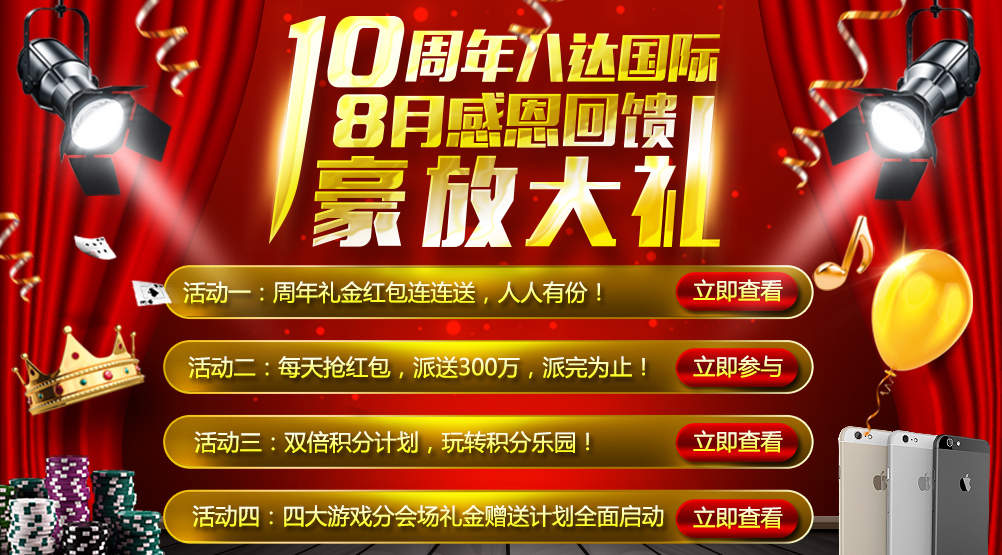 10周年八达国际
8月感恩回馈
豪放大礼
活动一：周年礼金红包连连送，人人有份！
立即查看
活动二：每天抢红包，派送300万，派完为止！
立即参与
活动三：双倍积分计划，玩转积分乐园！
立即查看
活动四：四大游戏分会场礼金赠送计划全面启动
立即查看